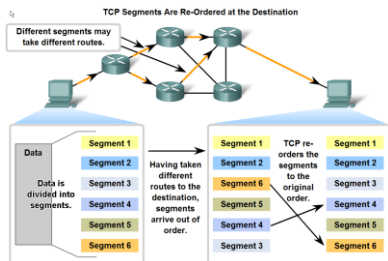 TCP Segments Are Re-Ordered at the Destination
Different segments may
take different routes.
Data
Data is
divided into
segments.
Segment 1
Segment 2
Segment 3
Segment 4
Segment 5
Segment 6
Having taken
different
routes to the
destination,
segments
arrive out of
order.
Segment 1
Segment 2
Segment 6
Segment 5
Segment 4
Segment 3
TCP re-
orders the
segments
to the
original
order.
Segment 1
Segment 2
Segment 3
Segment 4
Segment 5
Segment 6